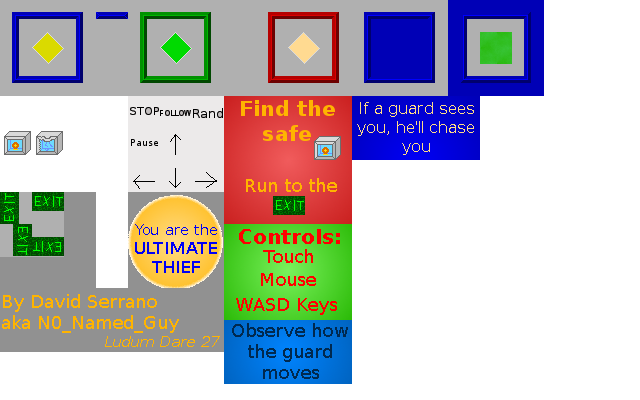 STOP FOLLOW Rand
Pause
Find the
safe
Run to the
EXIT
If a guard sees
you, he'll chase
you
EXIT
EXIT
EXIT
EXIT
You are the
ULTIMATE
THIEF
Controls:
Touch
Mouse
WASD Keys
By David Serrano
aka N0_Named_Guy
Ludum Dare 27
Observe how
the guard
moves